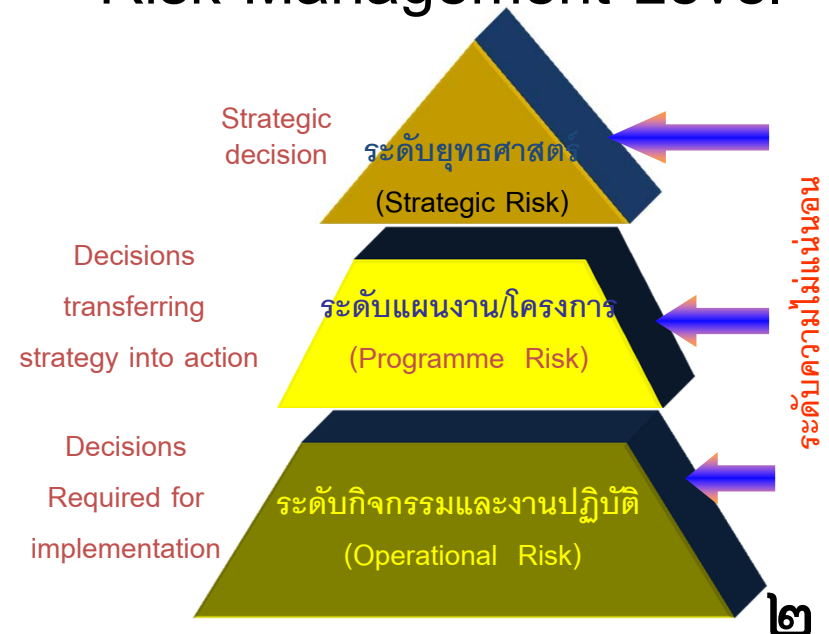 Risk Management Level
Strategic
decision
ระดับยุทธศาสตร์
(Strategic Risk)
Decisions
transferring
strategy into action
ระดับแผนงาน/โครงการ
(Programme Risk)
Decisions
Required for
implementation
ระดับกิจกรรมและงานปฏิบัติ
(Operational Risk)
ระดับความไม่แน่นอน
๒